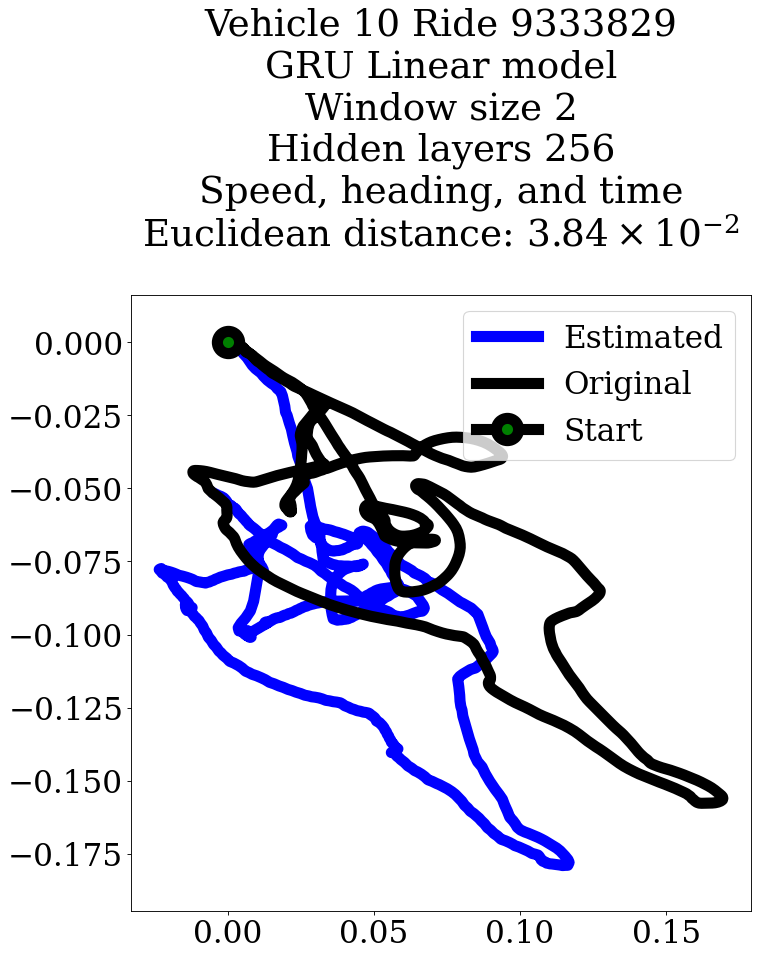 Vehicle 10 Ride 9333829
GRU Linear model
Window size 2
Hidden layers 256
Speed, heading, and time
Euclidean distance: 3.84 × 10⁻²
Estimated
Original
Start
0.000
−0.025
−0.050
−0.075
−0.100
−0.125
−0.150
−0.175
0.00 0.05 0.10 0.15